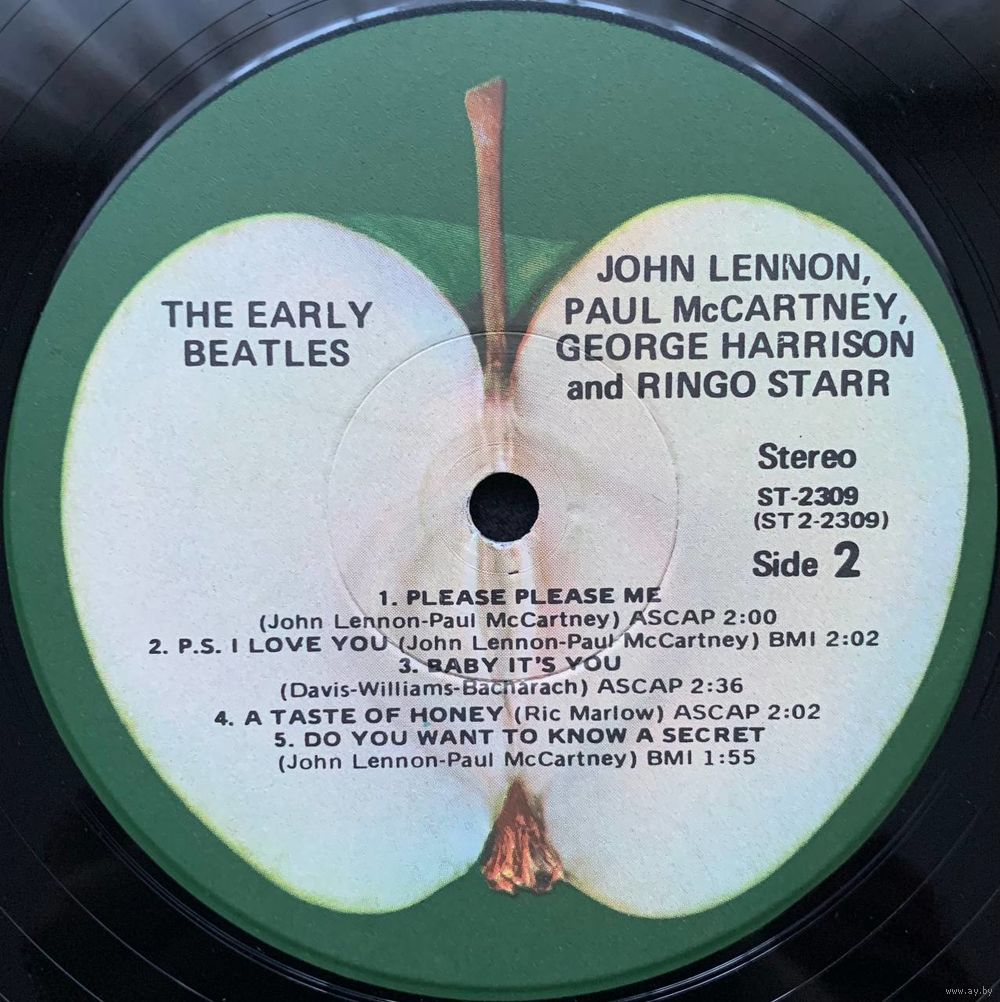 THE EARLY
BEATLES
JOHN LENNON,
PAUL McCARTNEY,
GEORGE HARRISON
and RINGO STARR
Stereo
ST-2309
(ST 2-2309)
Side 2
1. PLEASE PLEASE ME
(John Lennon-Paul McCartney) ASCAP 2:00
2. P.S. I LOVE YOU (John Lennon-Paul McCartney) BMI 2:02
3. BABY IT'S YOU
(Davis-Williams-Bacharach) ASCAP 2:36
4. A TASTE OF HONEY (Ric Marlow) ASCAP 2:02
5. DO YOU WANT TO KNOW A SECRET
(John Lennon-Paul McCartney) BMI 1:55
www.ay.by